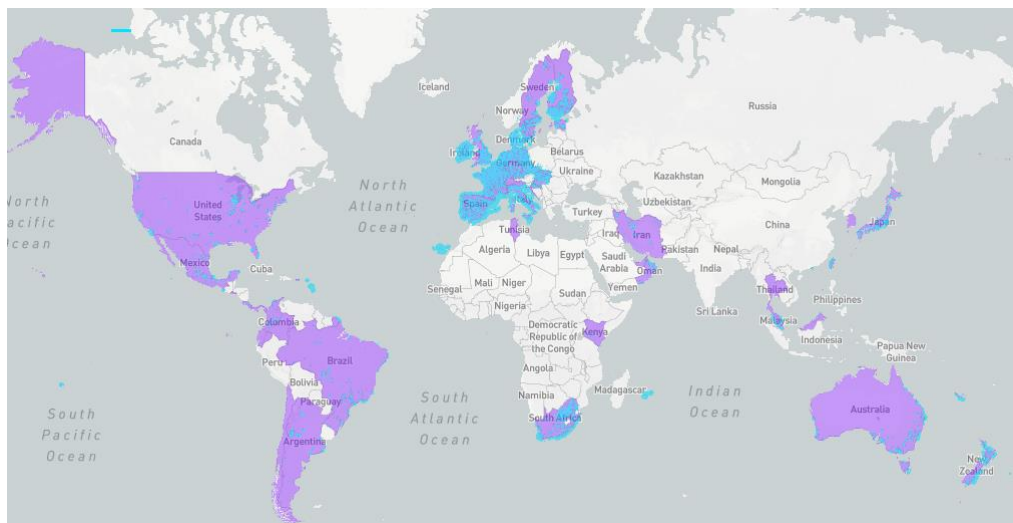 Iceland
Sweden
Russia
Norway
Canada
Denmark
Ireland
Belarus
Germany
Ukraine
Kazakhstan
Mongolia
North
Atlantic
Ocean
North
Pacific
Ocean
United
States
Spain
Italy
Turkey
Uzbekistan
China
Japan
Tunisia
Iraq
Iran
Algeria
Libya
Egypt
Pakistan
Nepal
Saudi
Arabia
Oman
India
Mexico
Cuba
Mali
Niger
Senegal
Sudan
Yemen
Thailand
Nigeria
Philippines
Sri Lanka
Colombia
Democratic
Republic of
the Congo
Kenya
Malaysia
Indonesia
Papua New
Guinea
Peru
Brazil
Angola
Bolivia
Namibia
Madagascar
Indian
Ocean
Paraguay
South
Atlantic
Ocean
South Africa
Australia
South
Pacific
Ocean
Argentina
New
Zealand